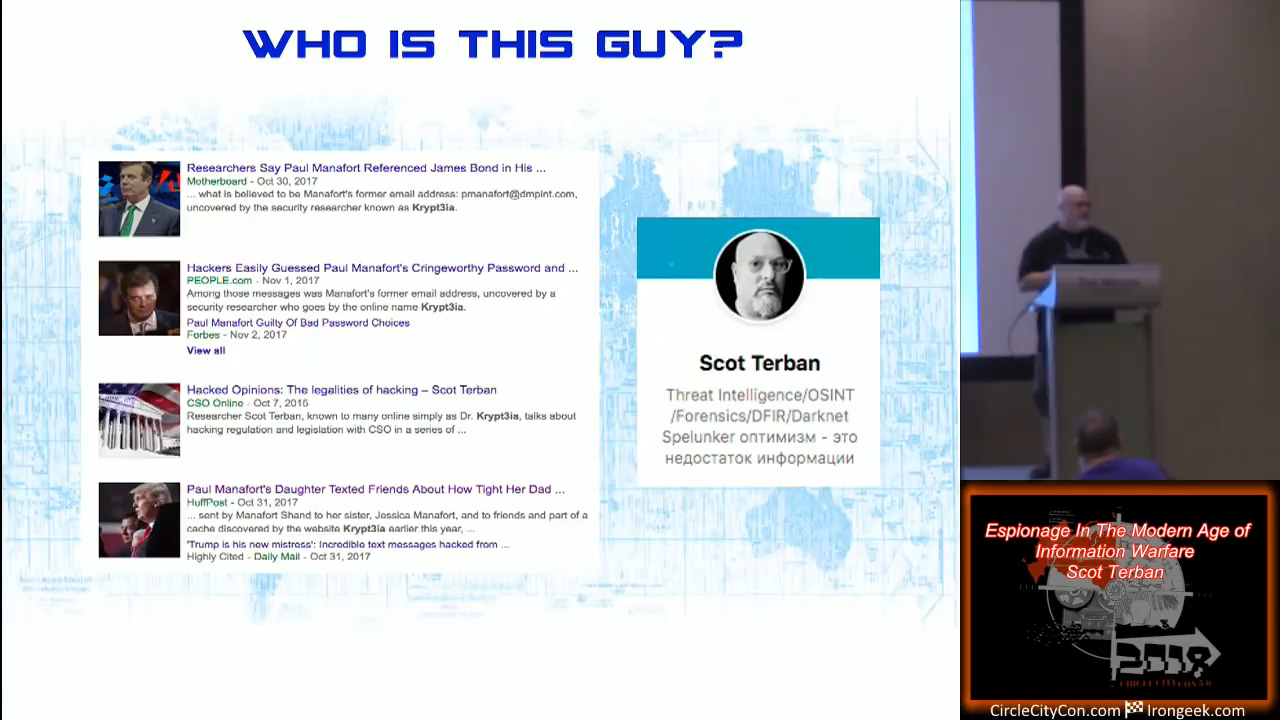 WHO IS THIS GUY?
Researchers Say Paul Manafort Referenced James Bond in His ...
Motherboard - Oct 30, 2017
... what is believed to be Manafort's former email address: pmanafort@dmpint.com,
uncovered by the security researcher known as Krypt3ia.
Hackers Easily Guessed Paul Manafort's Cringeworthy Password and ...
PEOPLE.com - Nov 1, 2017
Among those messages was Manafort's former email address, uncovered by a
security researcher who goes by the online name Krypt3ia.
Paul Manafort Guilty Of Bad Password Choices
Forbes - Nov 2, 2017
View all
Hacked Opinions: The legalities of hacking – Scot Terban
CSO Online - Oct 7, 2015
Researcher Scot Terban, known to many online simply as Dr. Krypt3ia, talks about
hacking regulation and legislation with CSO in a series of ...
Paul Manafort's Daughter Texted Friends About How Tight Her Dad ...
HuffPost - Oct 31, 2017
... sent by Manafort Shand to her sister, Jessica Manafort, and to friends and part of a
cache discovered by the website Krypt3ia earlier this year, ...
'Trump is his new mistress': Incredible text messages hacked from ...
Highly Cited - Daily Mail - Oct 31, 2017
Scot Terban
Threat Intelligence/OSINT
/Forensics/DFIR/Darknet
Spelunker оптимизм - это
недостаток информации
Espionage In The Modern Age of
Information Warfare
Scot Terban
2018
CircleCityCon.com Irongeek.com